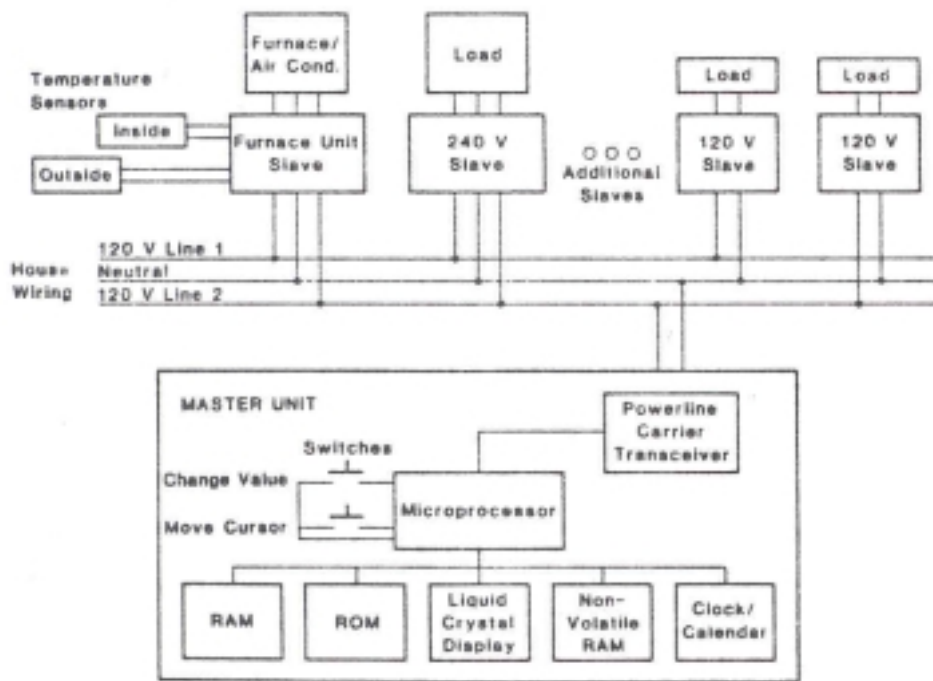 Furnace/
Air Cond.
Load
Load
Load
Temperature
Sensors
Inside
Outside
Furnace Unit
Slave
240 V
Slave
Additional
Slaves
120 V
Slave
120 V
Slave
House
Wiring
120 V Line 1
Neutral
120 V Line 2
MASTER UNIT
Powerline
Carrier
Transceiver
Switches
Change Value
Move Cursor
Microprocessor
RAM
ROM
Liquid
Crystal
Display
Non-
Volatile
RAM
Clock/
Calendar